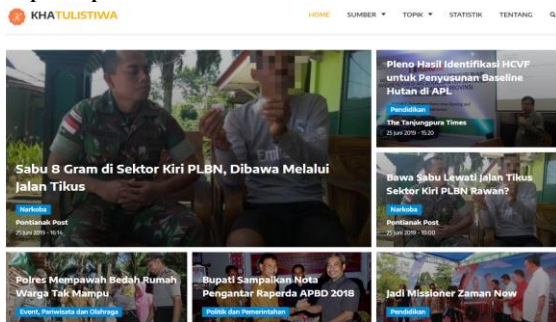 KHATULISTIWA
HOME SUMBER TOPIK STATISTIK TENTANG
Sabu 8 Gram di Sektor Kiri PLBN, Dibawa Melalui
Jalan Tikus
Narkoba
Pontianak Post
25 Juni 2019 - 16:14
Pleno Hasil Identifikasi HCVF
untuk Penyusunan Baseline
Hutan di APL
Pendidikan
The Tanjungpura Times
25 Juni 2019 - 15:20
Bawa Sabu Lewati Jalan Tikus
Sektor Kiri PLBN Rawan?
Narkoba
Pontianak Post
25 Juni 2019 - 10:00
Polres Mempawah Bedah Rumah
Warga Tak Mampu
Event, Pariwisata dan Olahraga
Bupati Sampaikan Nota
Pengantar Raperda APBD 2018
Politik dan Pemerintahan
Jadi Missioner Zaman Now
Pendidikan